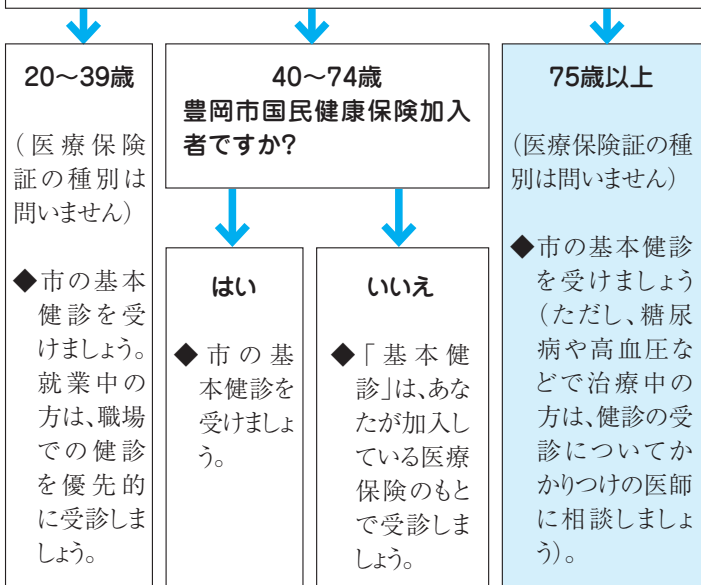 20〜39歳
(医療保険
証の種別は
問いません)
◆市の基本
健診を受
けましょう。
就業中の
方は、職場
での健診
を優先的
に受診しま
しょう。
40〜74歳
豊岡市国民健康保険加入
者ですか?
はい
◆市の基
本健診を
受けましょ
う。
いいえ
◆「基本健
診」は、あな
たが加入し
ている医療
保険のもと
で受診しま
しょう。
75歳以上
(医療保険証の種
別は問いません)
◆市の基本健診
を受けましょう
(ただし、糖尿
病や高血圧な
どで治療中の
方は、健診の受
診についてか
かりつけの医師
に相談しましょ
う)。